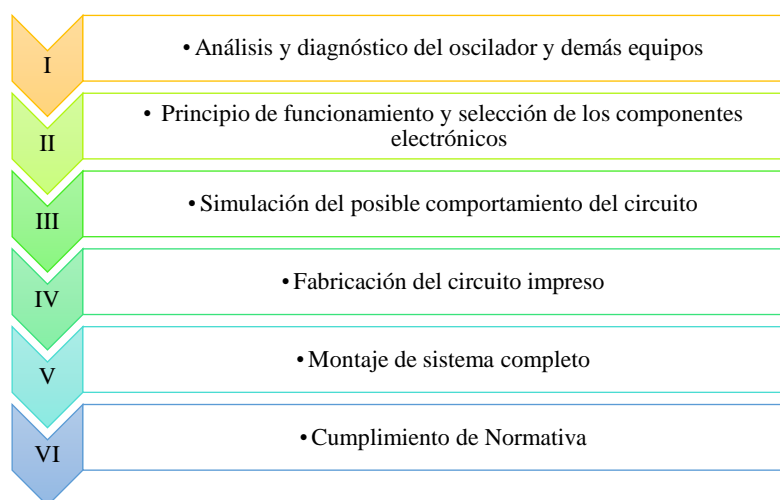 I
• Análisis y diagnóstico del oscilador y demás equipos
II
• Principio de funcionamiento y selección de los componentes
electrónicos
III
• Simulación del posible comportamiento del circuito
IV
• Fabricación del circuito impreso
V
• Montaje de sistema completo
VI
• Cumplimiento de Normativa